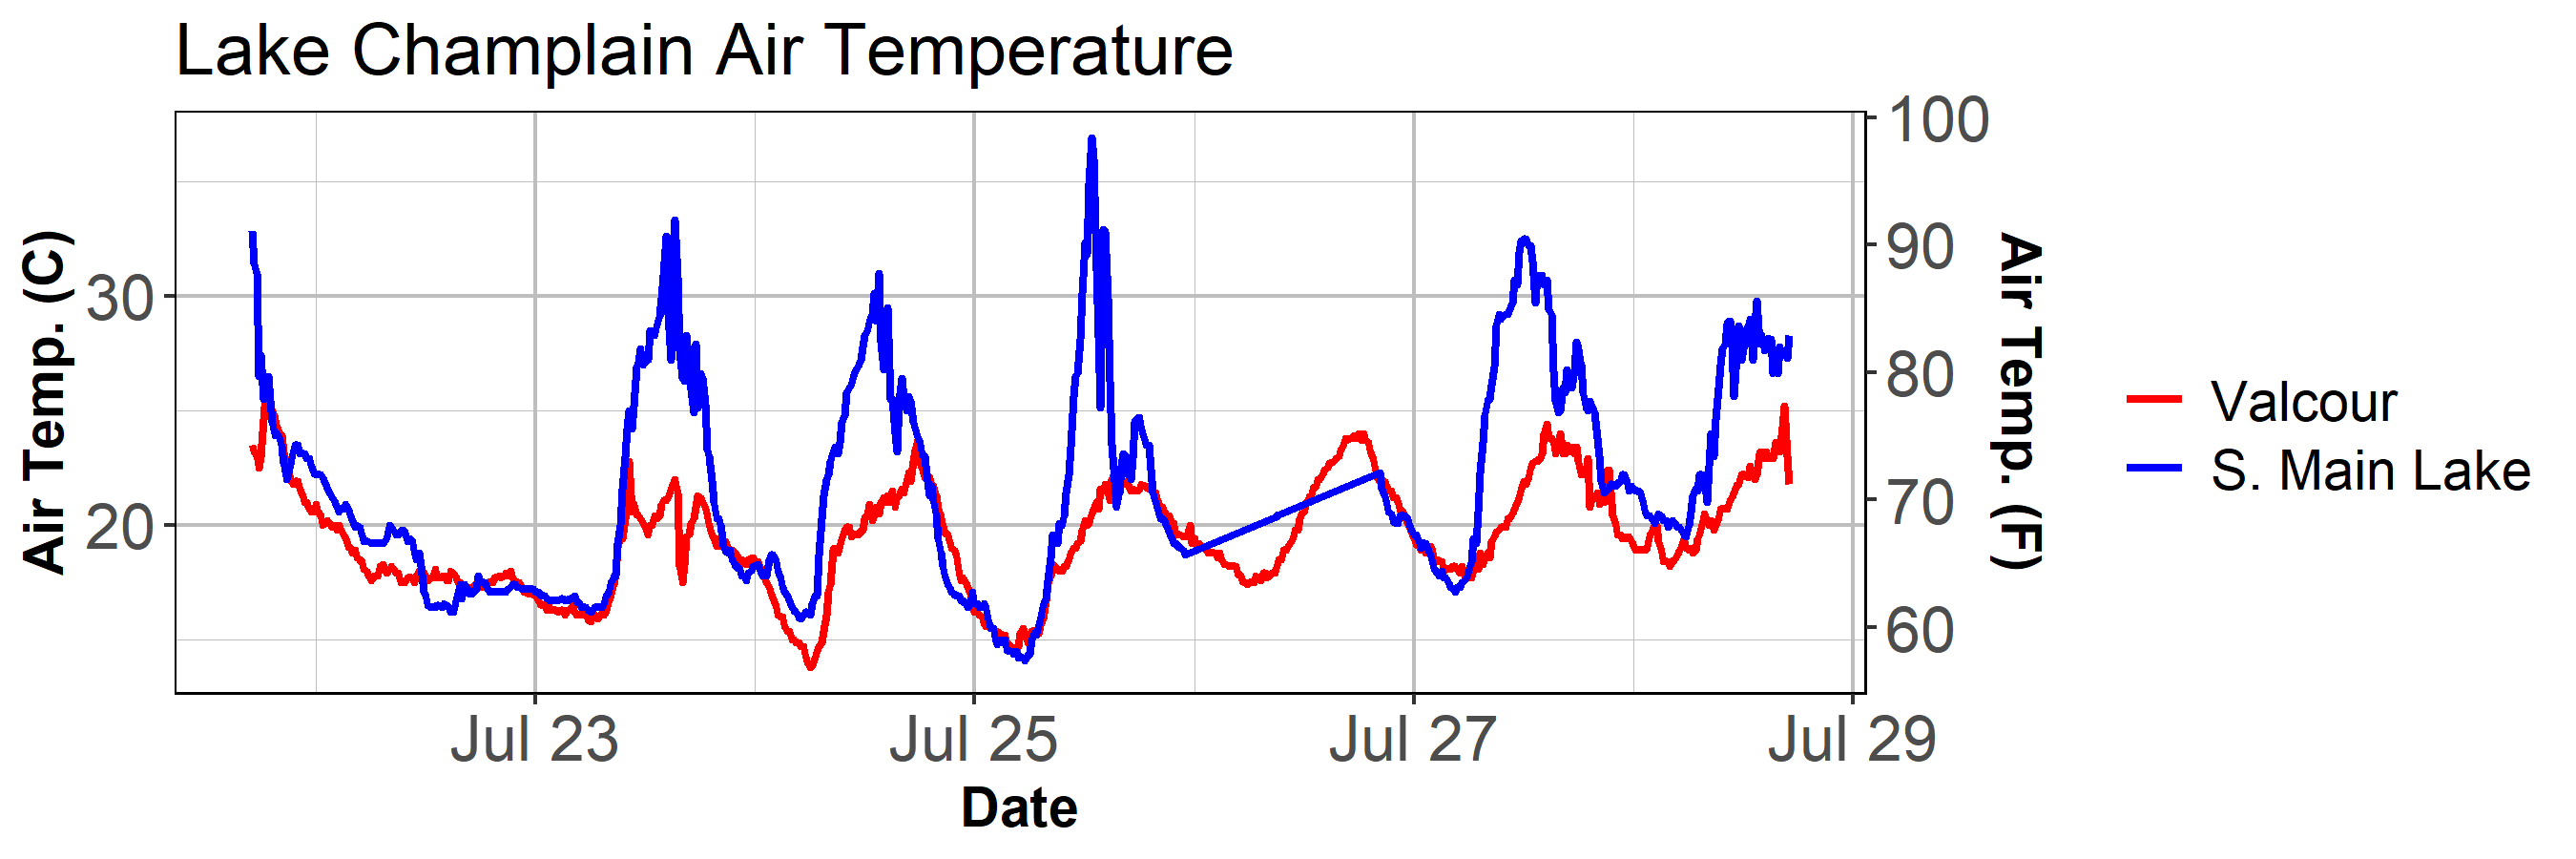 Lake Champlain Air Temperature
Air Temp. (C)
30
20
100
90
80
70
60
Air Temp. (F)
Jul 23
Jul 25
Jul 27
Jul 29
Date
Valcour
S. Main Lake